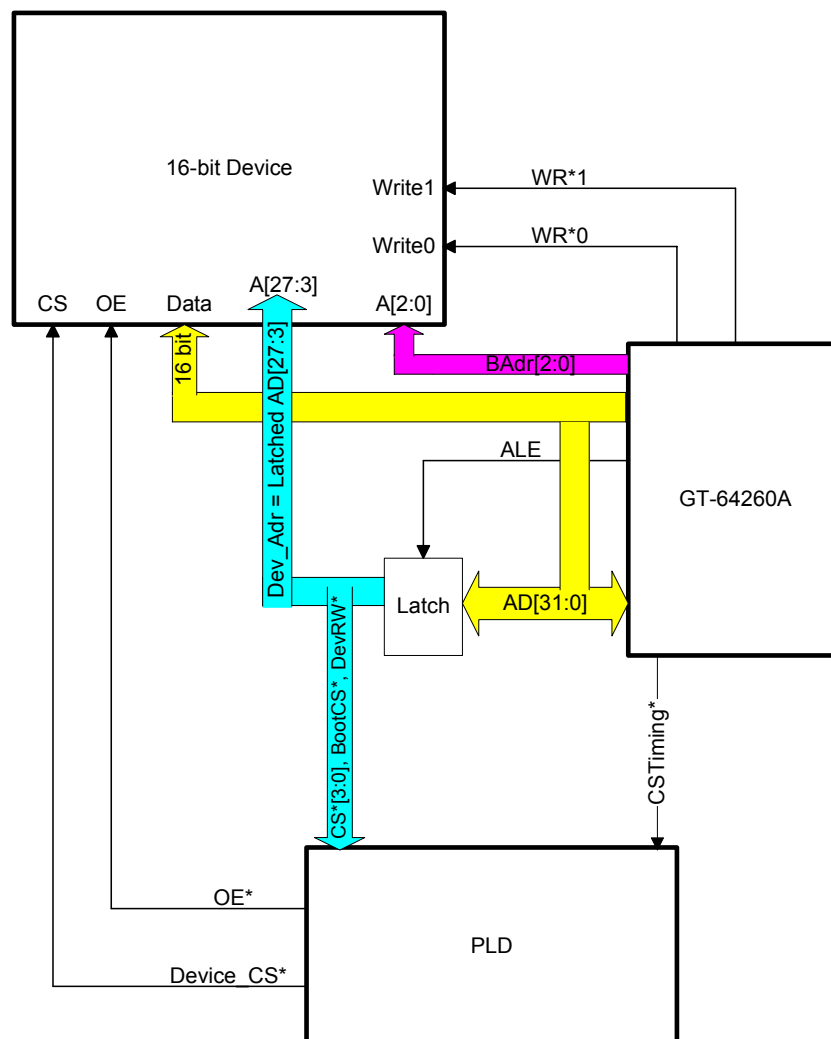 16-bit Device
Write1
WR*1
Write0
WR*0
CS
OE
Data
A[27:3]
A[2:0]
16 bit
BAdr[2:0]
Dev_Adr = Latched AD[27:3]
ALE
GT-64260A
Latch
AD[31:0]
CS*[3:0], BootCS*, DevRW*
CSTiming*
OE*
PLD
Device_CS*